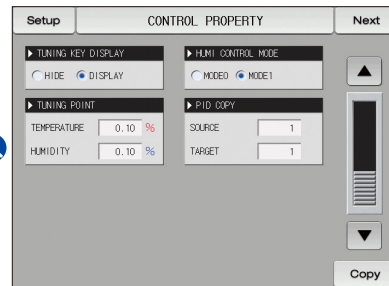 Setup CONTROL PROPERTY Next
TUNING KEY DISPLAY
HIDE DISPLAY
HUMI CONTROL MODE
MODE0 MODE1
TUNING POINT
TEMPERATURE 0.10 %
HUMIDITY 0.10 %
PID COPY
SOURCE 1
TARGET 1
Copy